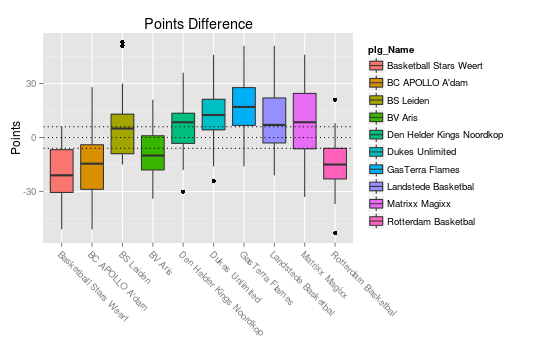 Points Difference
Points
30
0
-30
Basketball Stars Weert
BC APOLLO A'dam
BS Leiden
BV Aris
Den Helder Kings Noordkop
Dukes Unlimited
GasTerra Flames
Landstede Basketbal
Matrixx Magixx
Rotterdam Basketbal
plg_Name
Basketball Stars Weert
BC APOLLO A'dam
BS Leiden
BV Aris
Den Helder Kings Noordkop
Dukes Unlimited
GasTerra Flames
Landstede Basketbal
Matrixx Magixx
Rotterdam Basketbal